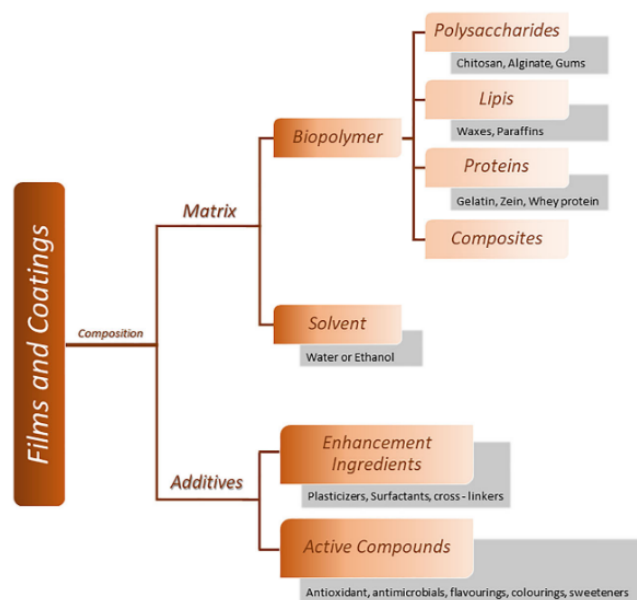 Films and Coatings
Composition
Matrix
Biopolymer
Polysaccharides
Chitosan, Alginate, Gums
Lipis
Waxes, Paraffins
Proteins
Gelatin, Zein, Whey protein
Composites
Solvent
Water or Ethanol
Additives
Enhancement
Ingredients
Plasticizers, Surfactants, cross - linkers
Active Compounds
Antioxidant, antimicrobials, flavourings, colourings, sweeteners